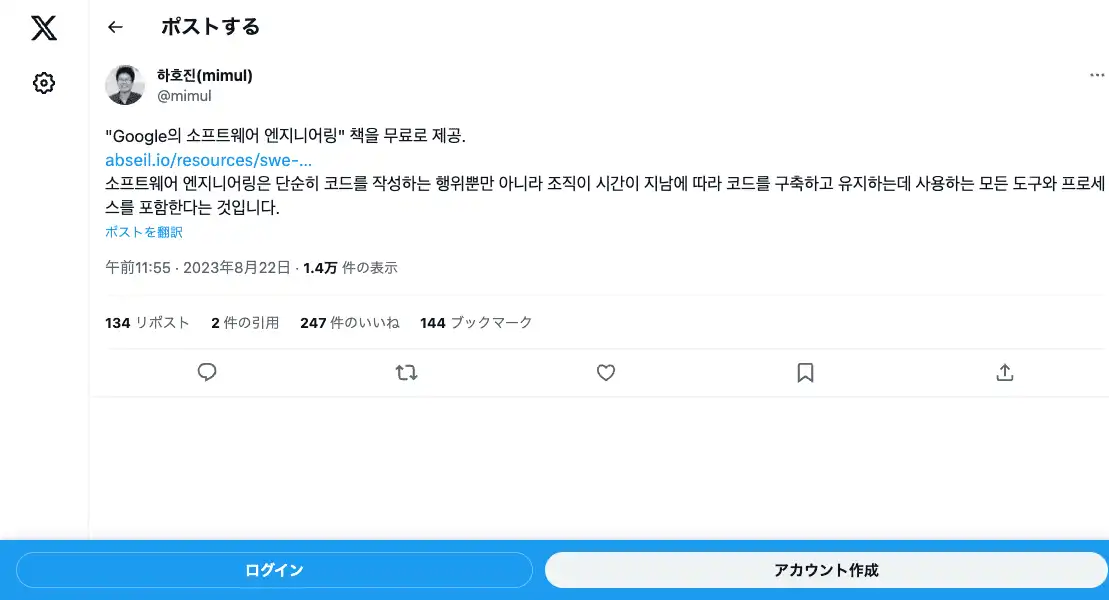 ポストする
하호진(mimul)
@mimul
"Google의 소프트웨어 엔지니어링" 책을 무료로 제공.
abseil.io/resources/swe-...
소프트웨어 엔지니어링은 단순히 코드를 작성하는 행위뿐만 아니라 조직이 시간이 지남에 따라 코드를 구축하고 유지하는데 사용하는 모든 도구와 프로세
스를 포함한다는 것입니다.
ポストを翻訳
午前11:55 · 2023年8月22日 · 1.4万 件の表示
134 リポスト 2 件の引用 247 件のいいね 144 ブックマーク
ログイン アカウント作成